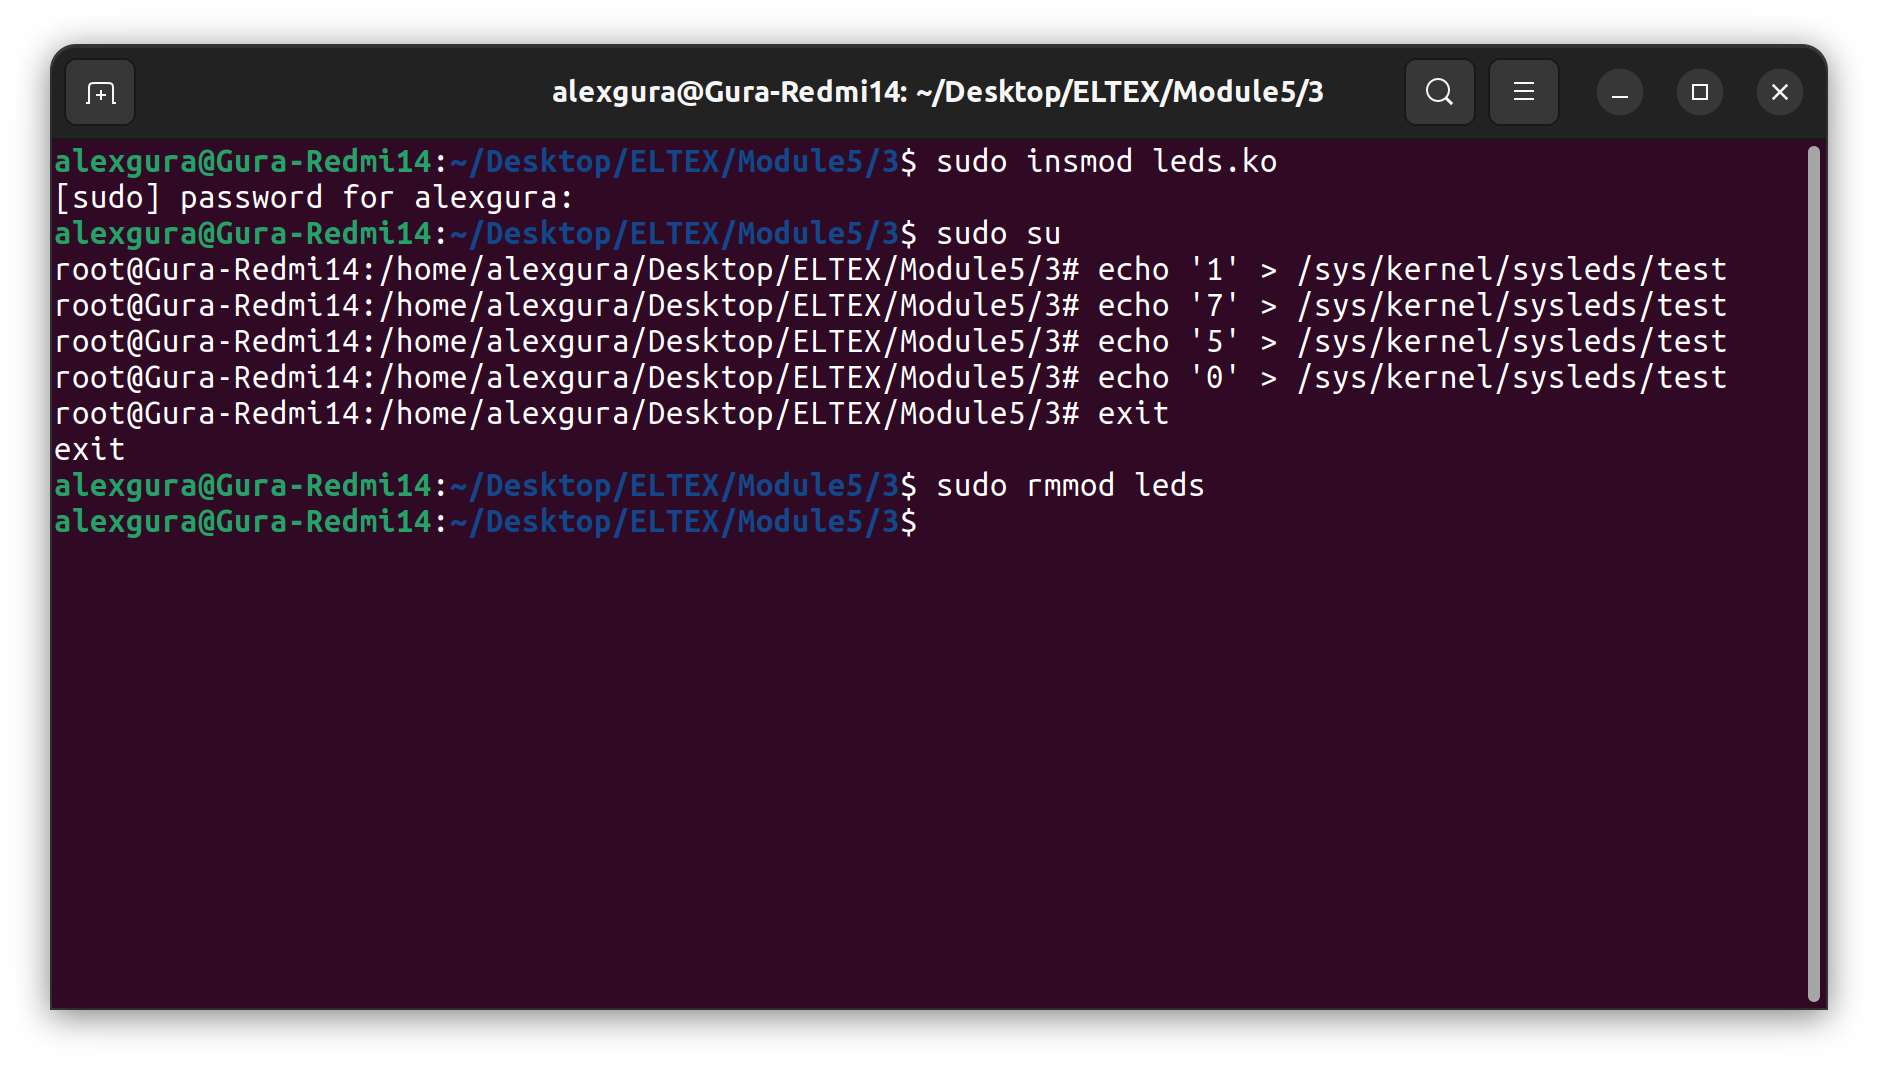 alexgura@Gura-Redmi14: ~/Desktop/ELTEX/Module5/3
alexgura@Gura-Redmi14:~/Desktop/ELTEX/Module5/3$ sudo insmod leds.ko
[sudo] password for alexgura:
alexgura@Gura-Redmi14:~/Desktop/ELTEX/Module5/3$ sudo su
root@Gura-Redmi14:/home/alexgura/Desktop/ELTEX/Module5/3# echo '1' > /sys/kernel/sysleds/test
root@Gura-Redmi14:/home/alexgura/Desktop/ELTEX/Module5/3# echo '7' > /sys/kernel/sysleds/test
root@Gura-Redmi14:/home/alexgura/Desktop/ELTEX/Module5/3# echo '5' > /sys/kernel/sysleds/test
root@Gura-Redmi14:/home/alexgura/Desktop/ELTEX/Module5/3# echo '0' > /sys/kernel/sysleds/test
root@Gura-Redmi14:/home/alexgura/Desktop/ELTEX/Module5/3# exit
exit
alexgura@Gura-Redmi14:~/Desktop/ELTEX/Module5/3$ sudo rmmod leds
alexgura@Gura-Redmi14:~/Desktop/ELTEX/Module5/3$